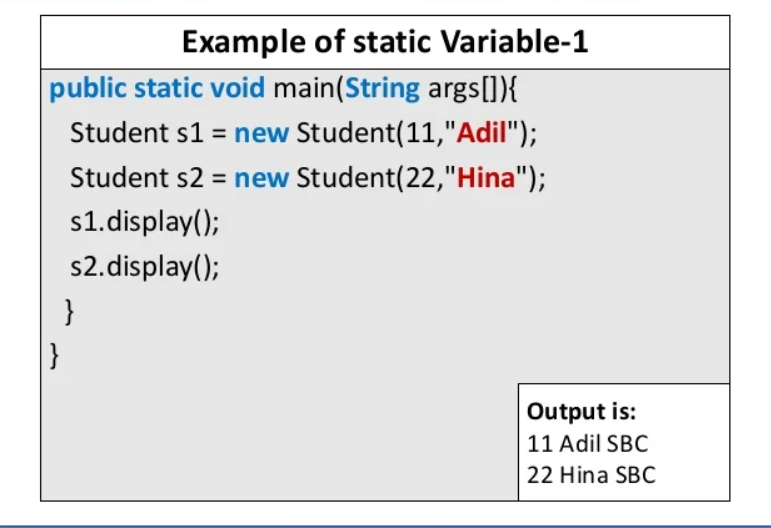 Example of static Variable-1
public static void main(String args[]){
Student s1 = new Student(11,"Adil");
Student s2 = new Student(22,"Hina");
s1.display();
s2.display();
}
}
Output is:
11 Adil SBC
22 Hina SBC